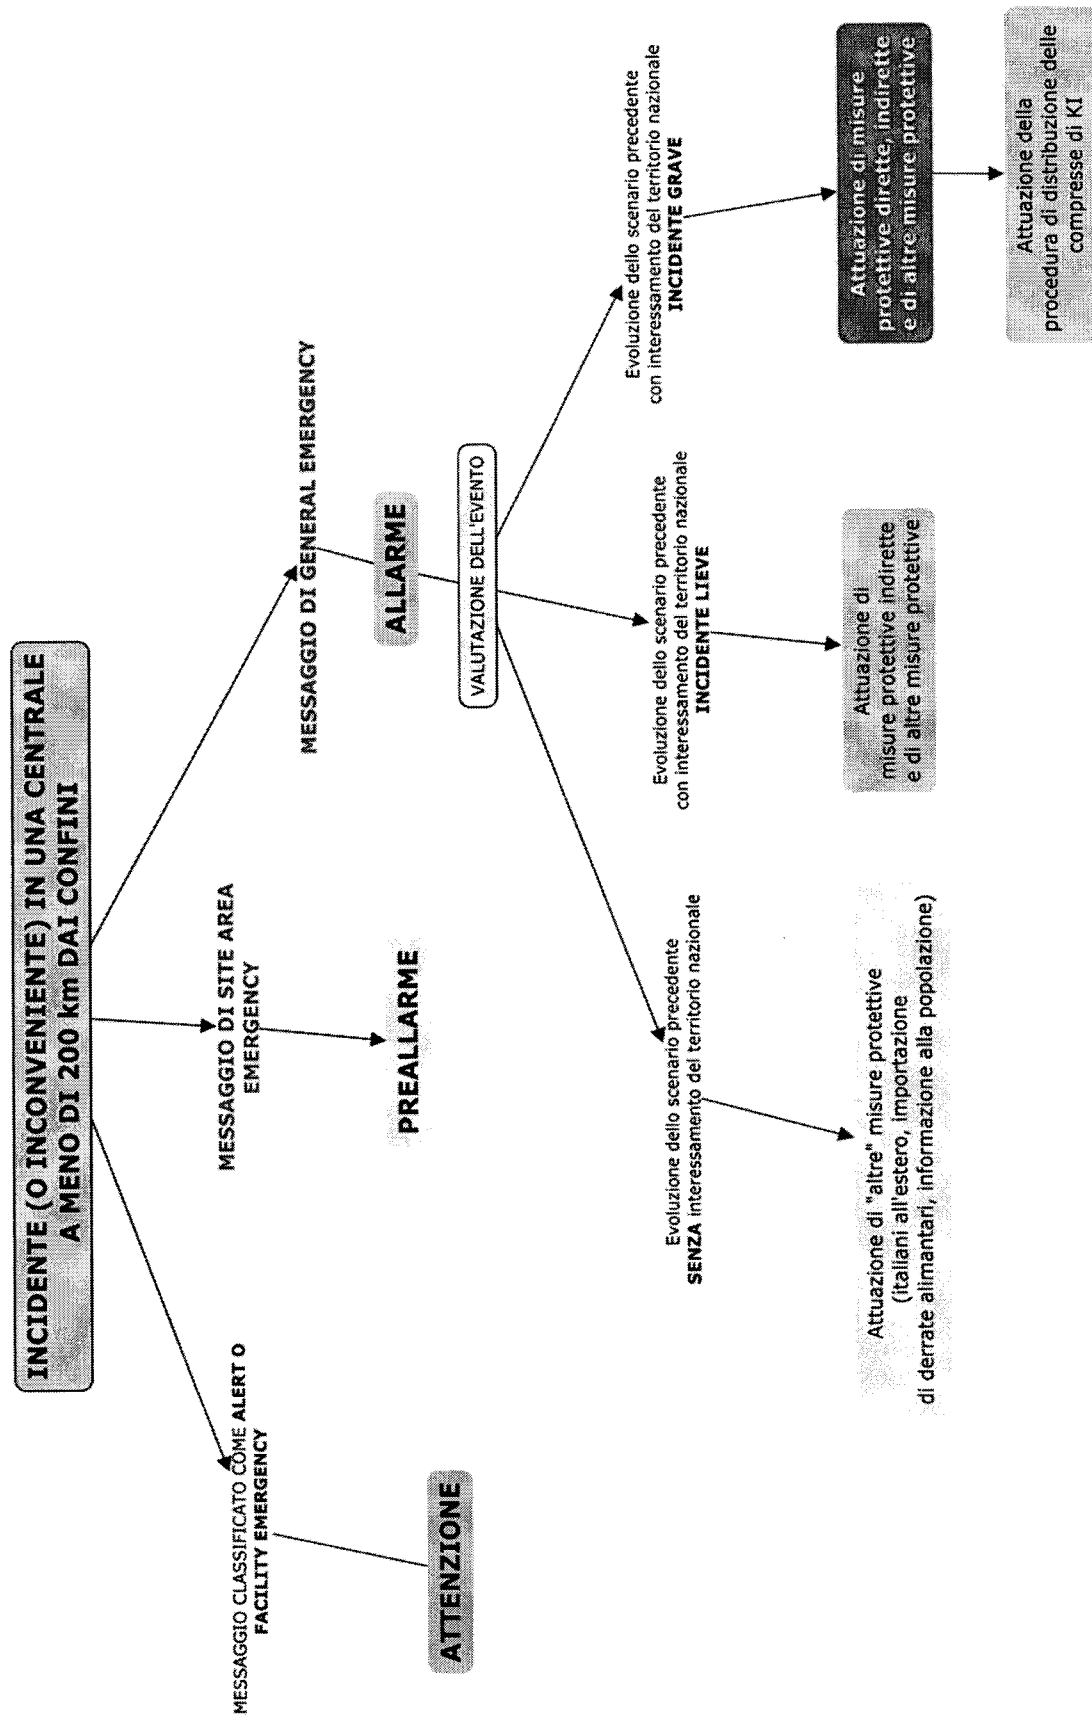 INCIDENTE (O INCONVENIENTE) IN UNA CENTRALE
A MENO DI 200 km DAI CONFINI
MESSAGGIO CLASSIFICATO COME ALERT O
FACILITY EMERGENCY
ATTENZIONE
MESSAGGIO DI SITE AREA
EMERGENCY
PREALLARME
MESSAGGIO DI GENERAL EMERGENCY
ALLARME
VALUTAZIONE DELL'EVENTO
Evoluzione dello scenario precedente
SENZA interessamento del territorio nazionale
Attuazione di "altre" misure protettive
(italiani all'estero, importazione
di derrate alimantari, informazione alla popolazione)
Evoluzione dello scenario precedente
con interessamento del territorio nazionale
INCIDENTE LIEVE
Attuazione di
misure protettive indirette
e di altre misure protettive
Evoluzione dello scenario precedente
con interessamento del territorio nazionale
INCIDENTE GRAVE
Attuazione di misure
protettive dirette, indirette
e di altre misure protettive
Attuazione della
procedura di distribuzione delle
compresse di KI